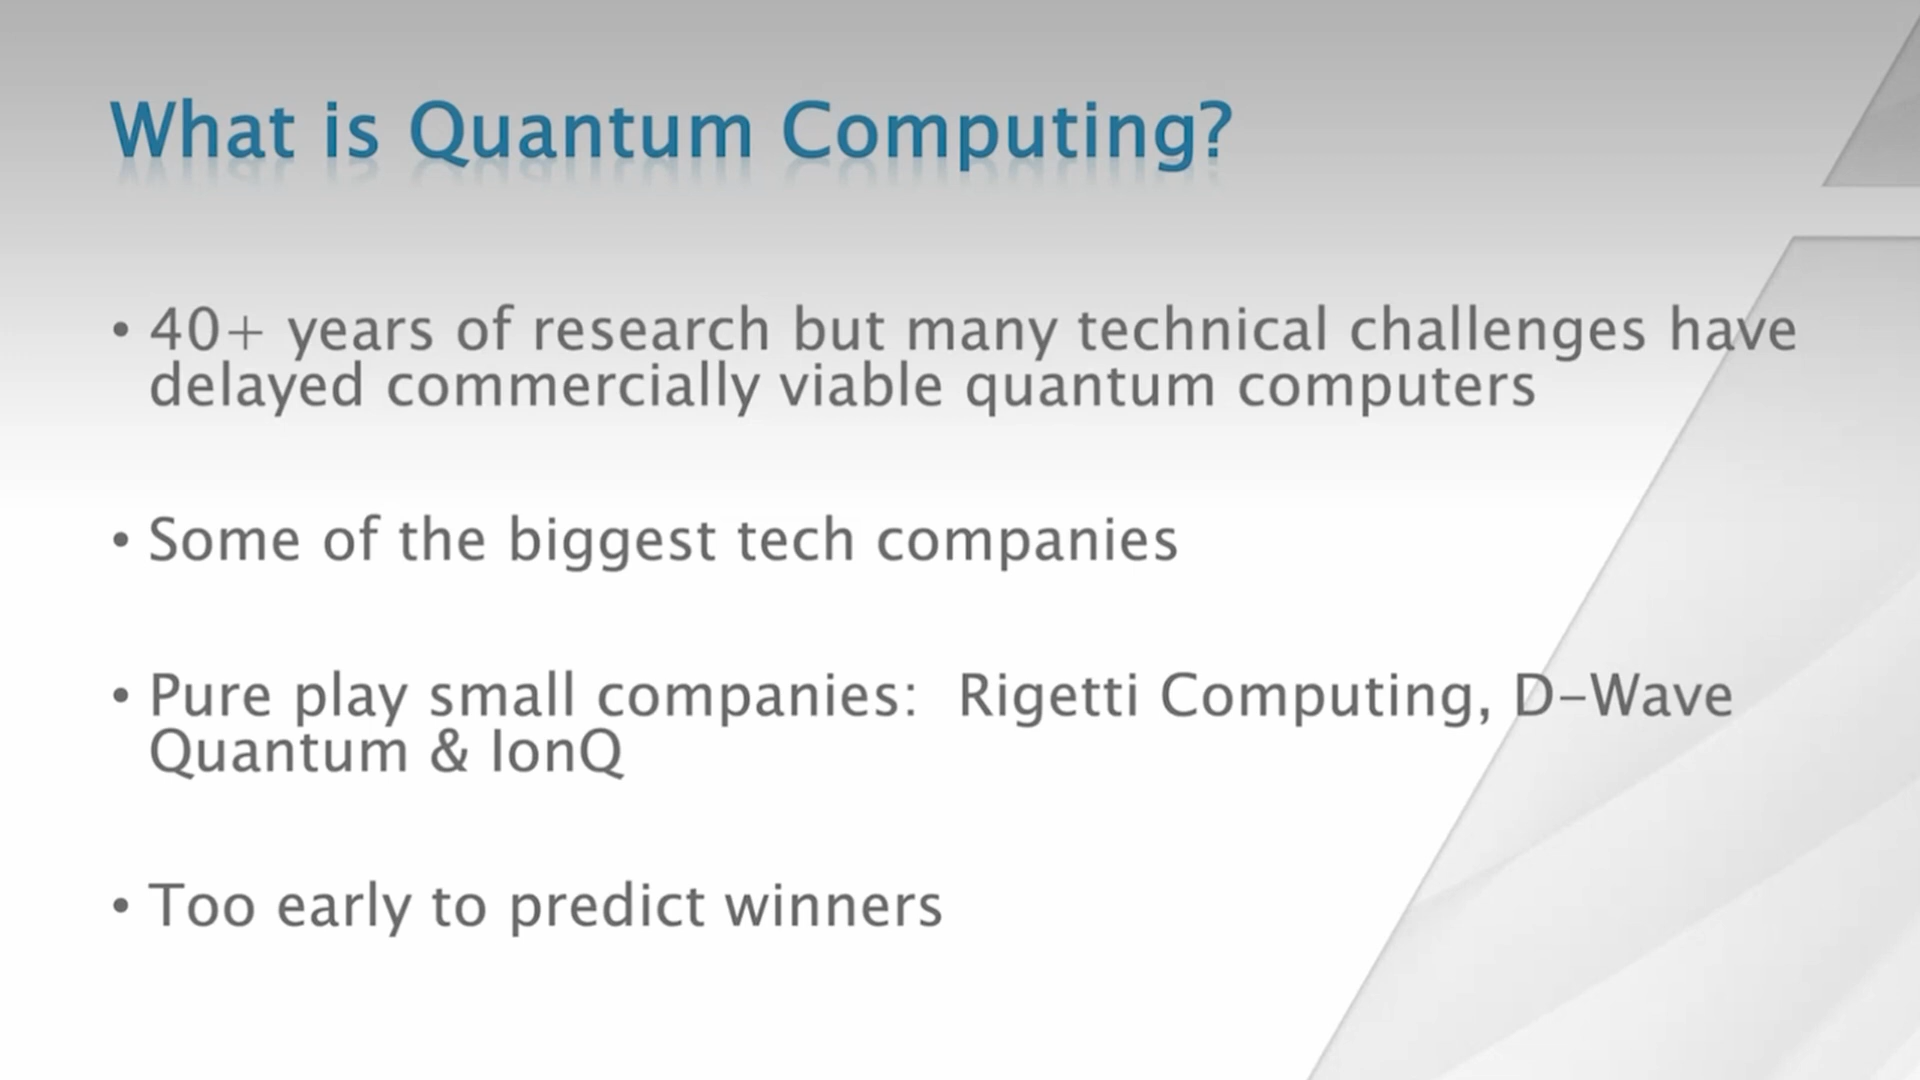 What is Quantum Computing?
• 40+ years of research but many technical challenges have
delayed commercially viable quantum computers
• Some of the biggest tech companies
• Pure play small companies:  Rigetti Computing, D-Wave
Quantum & IonQ
• Too early to predict winners